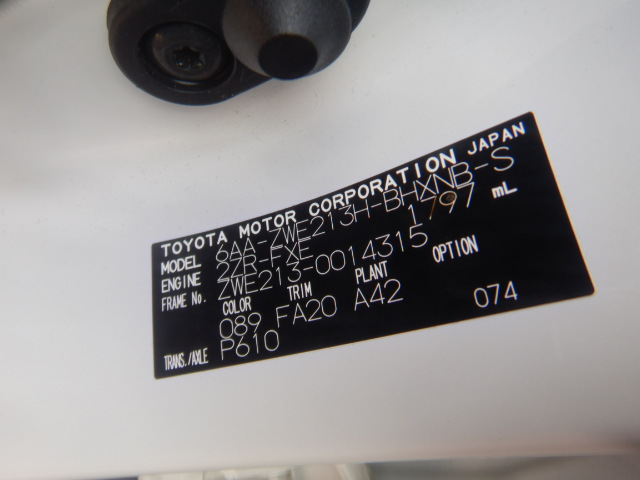 TOYOTA MOTOR CORPORATION JAPAN
MODEL 6AA-ZWE213H-BHXNB-S
ENGINE 2ZR-FXE 1797 mL
FRAME No. ZWE213-0014315
COLOR TRIM PLANT OPTION
089 FA20 A42 074
TRANS./AXLE P610